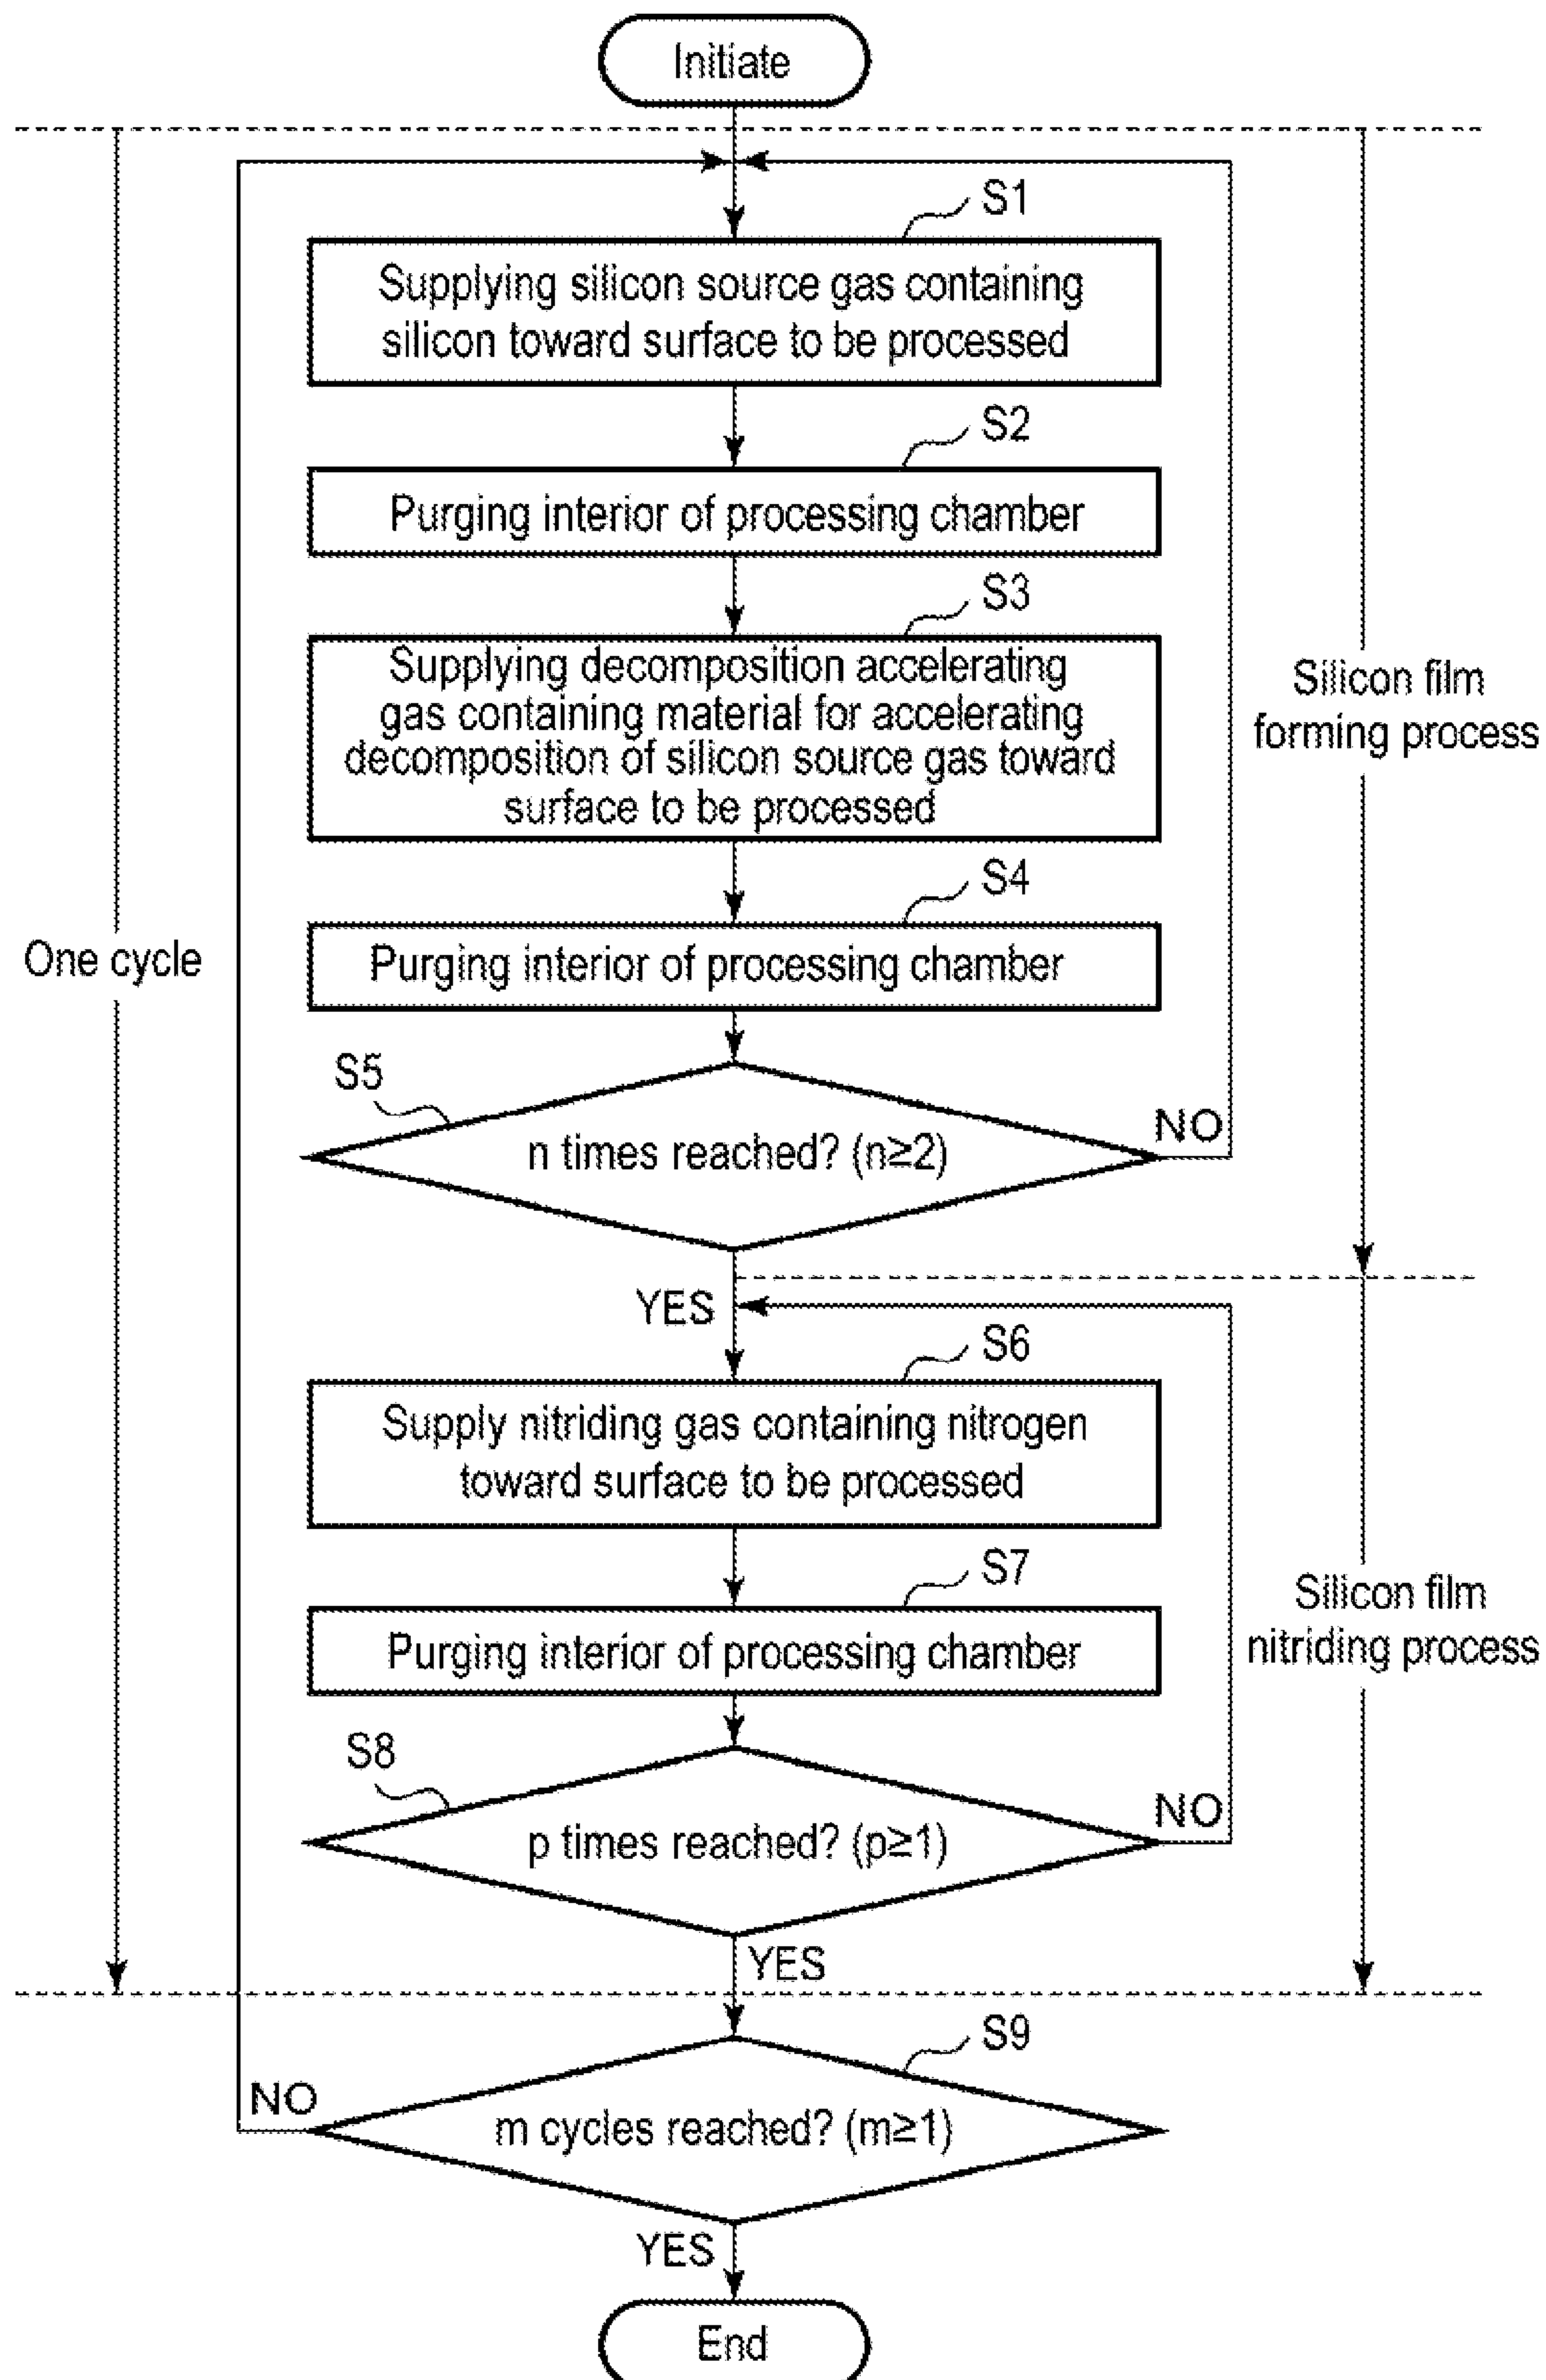 Initiate
S1
Supplying silicon source gas containing
silicon toward surface to be processed
S2
Purging interior of processing chamber
S3
Supplying decomposition accelerating
gas containing material for accelerating
decomposition of silicon source gas toward
surface to be processed
Silicon film
forming process
S4
Purging interior of processing chamber
One cycle
S5
n times reached? (n≥2)
NO
YES
S6
Supply nitriding gas containing nitrogen
toward surface to be processed
S7
Purging interior of processing chamber
Silicon film
nitriding process
S8
p times reached? (p≥1)
NO
YES
S9
m cycles reached? (m≥1)
NO
YES
End